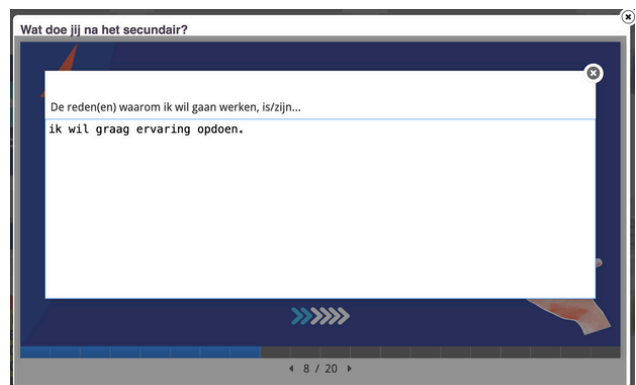 Wat doe jij na het secundair?
De reden(en) waarom ik wil gaan werken, is/zijn...
ik wil graag ervaring opdoen.
8 / 20